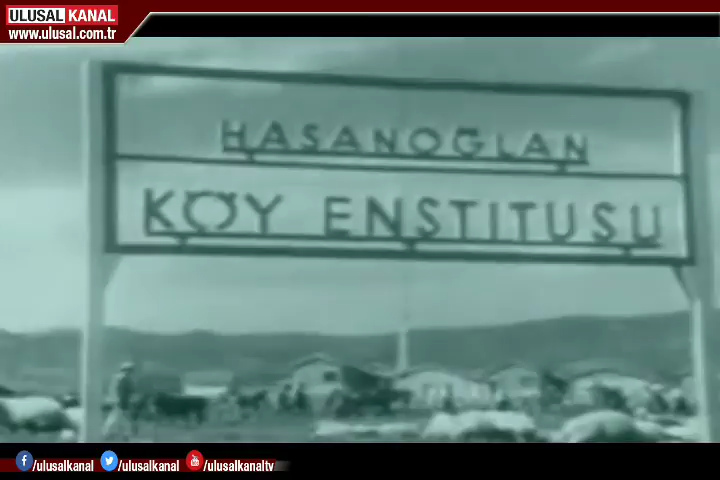 ULUSAL KANAL
www.ulusal.com.tr
HASANOĞLAN
KÖY ENSTITUSU
/ulusalkanal /ulusalkanal /ulusalkanaltv